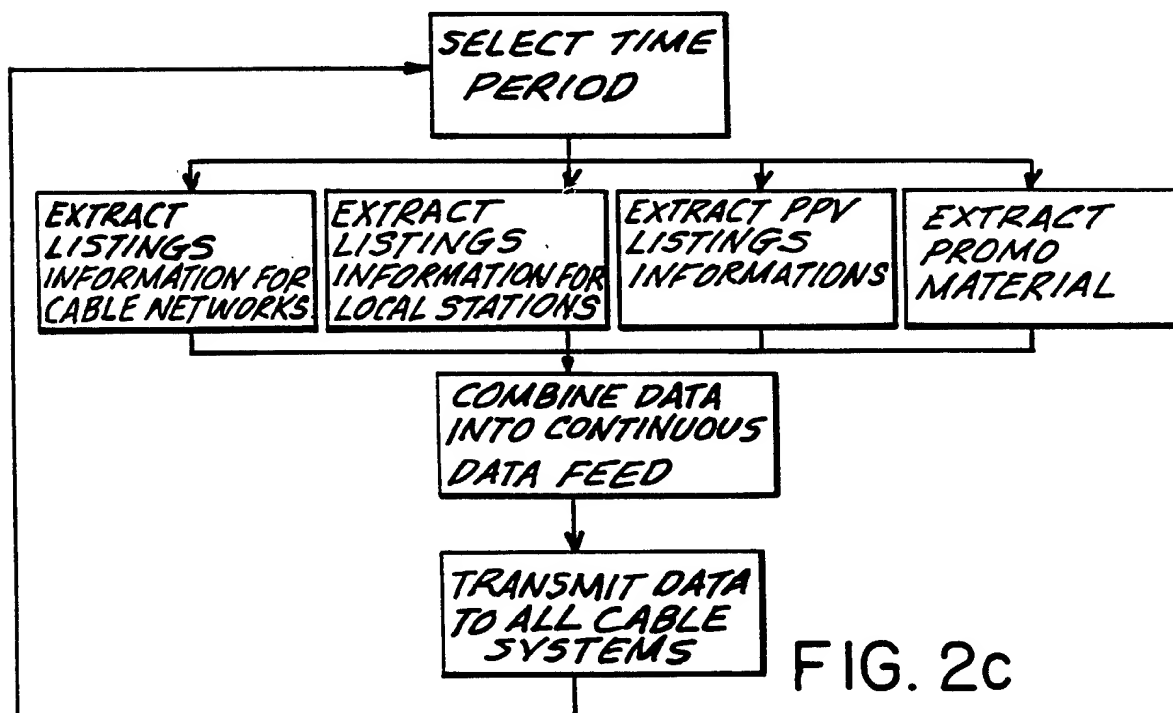 SELECT TIME
PERIOD
EXTRACT
LISTINGS
INFORMATION FOR
CABLE NETWORKS.
EXTRACT
LISTINGS
INFORMATION FOR
LOCAL STATIONS
EXTRACT PPV
LISTINGS
INFORMATIONS
EXTRACT
PROMO
MATERIAL
COMBINE DATA
INTO CONTINUOUS
DATA FEED
TRANSMIT DATA
TO ALL CABLE
SYSTEMS
FIG. 2c